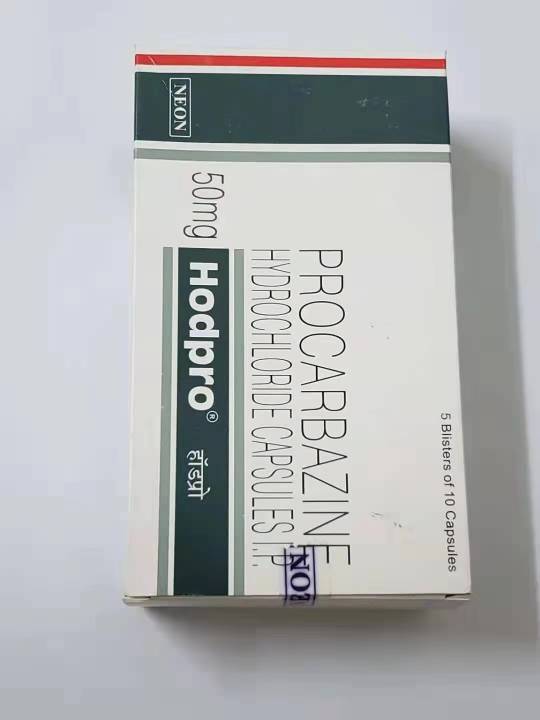 NEON
5 Blisters of 10 Capsules
PROCARBAZINE
HYDROCHLORIDE CAPSULES I.P.
50mg Hodpro® हॉडप्रो